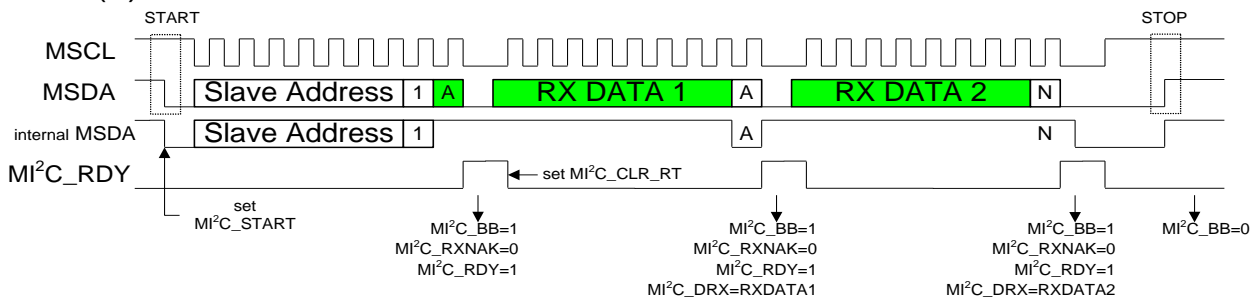 START STOP
MSCL
MSDA Slave Address 1 A RX DATA 1 A RX DATA 2 N
internal MSDA Slave Address 1 A N
MI²C_RDY set MI²C_CLR_RT
set
MI²C_START
MI²C_BB=1 MI²C_BB=1 MI²C_BB=1 MI²C_BB=0
MI²C_RXNAK=0 MI²C_RXNAK=0 MI²C_RXNAK=0
MI²C_RDY=1 MI²C_RDY=1 MI²C_RDY=1
MI²C_DRX=RXDATA1 MI²C_DRX=RXDATA2